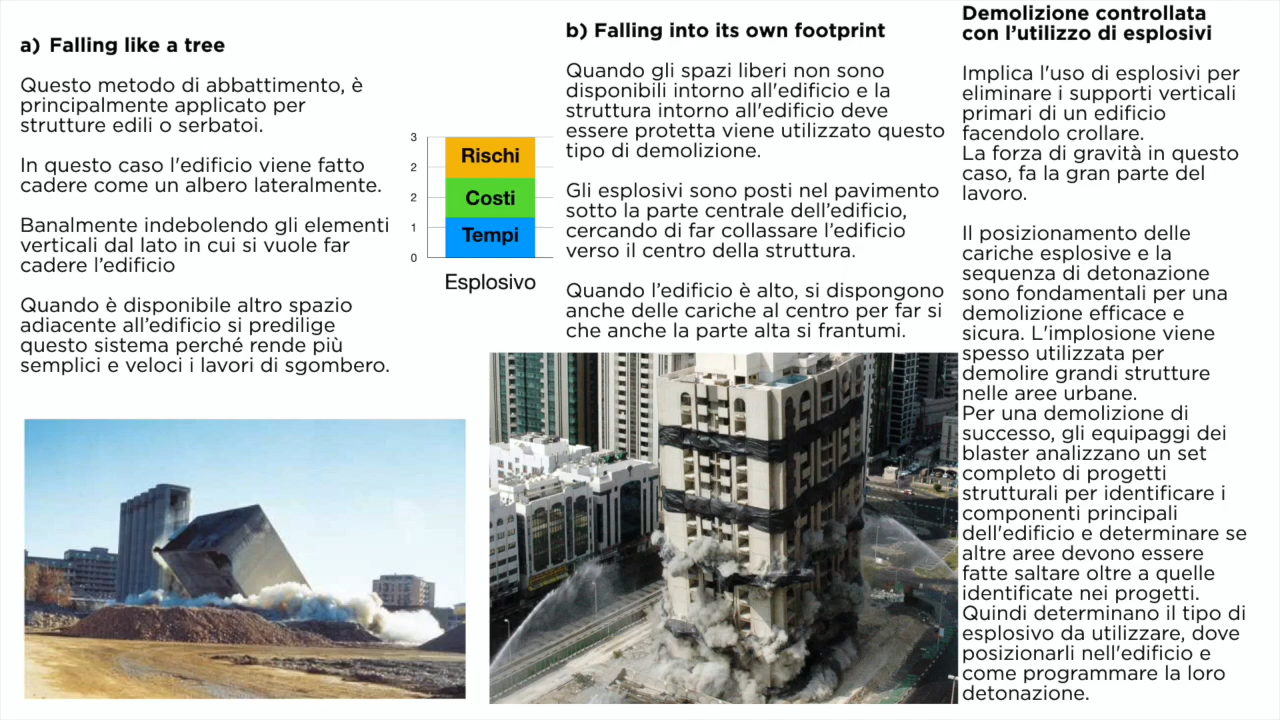 a) Falling like a tree
Questo metodo di abbattimento, è
principalmente applicato per
strutture edili o serbatoi.
In questo caso l'edificio viene fatto
cadere come un albero lateralmente.
Banalmente indebolendo gli elementi
verticali dal lato in cui si vuole far
cadere l’edificio
Quando è disponibile altro spazio
adiacente all’edificio si predilige
questo sistema perché rende più
semplici e veloci i lavori di sgombero.
3
2
2
1
0
Rischi
Costi
Tempi
Esplosivo
b) Falling into its own footprint
Quando gli spazi liberi non sono
disponibili intorno all'edificio e la
struttura intorno all'edificio deve
essere protetta viene utilizzato questo
tipo di demolizione.
Gli esplosivi sono posti nel pavimento
sotto la parte centrale dell’edificio,
cercando di far collassare l’edificio
verso il centro della struttura.
Quando l’edificio è alto, si dispongono
anche delle cariche al centro per far si
che anche la parte alta si frantumi.
Demolizione controllata
con l’utilizzo di esplosivi
Implica l'uso di esplosivi per
eliminare i supporti verticali
primari di un edificio
facendolo crollare.
La forza di gravità in questo
caso, fa la gran parte del
lavoro.
Il posizionamento delle
cariche esplosive e la
sequenza di detonazione
sono fondamentali per una
demolizione efficace e
sicura. L'implosione viene
spesso utilizzata per
demolire grandi strutture
nelle aree urbane.
Per una demolizione di
successo, gli equipaggi dei
blaster analizzano un set
completo di progetti
strutturali per identificare i
componenti principali
dell'edificio e determinare se
altre aree devono essere
fatte saltare oltre a quelle
identificate nei progetti.
Quindi determinano il tipo di
esplosivo da utilizzare, dove
posizionarli nell'edificio e
come programmare la loro
detonazione.